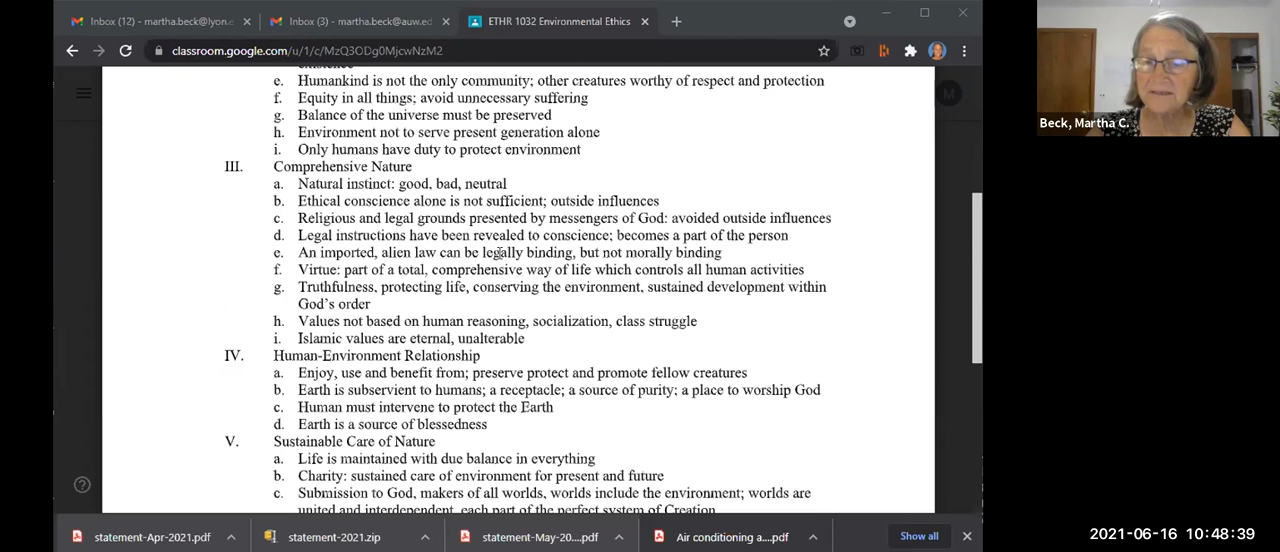 Inbox (12) - martha.beck@lyon.e
Inbox (3) - martha.beck@auw.ed
ETHR 1032 Environmental Ethics
classroom.google.com/u/1/c/MzQ3ODg0MjcwNzM2
existence
e. Humankind is not the only community; other creatures worthy of respect and protection
f. Equity in all things; avoid unnecessary suffering
g. Balance of the universe must be preserved
h. Environment not to serve present generation alone
i. Only humans have duty to protect environment
III. Comprehensive Nature
a. Natural instinct: good, bad, neutral
b. Ethical conscience alone is not sufficient; outside influences
c. Religious and legal grounds presented by messengers of God: avoided outside influences
d. Legal instructions have been revealed to conscience; becomes a part of the person
e. An imported, alien law can be legally binding, but not morally binding
f. Virtue: part of a total, comprehensive way of life which controls all human activities
g. Truthfulness, protecting life, conserving the environment, sustained development within
God's order
h. Values not based on human reasoning, socialization, class struggle
i. Islamic values are eternal, unalterable
IV. Human-Environment Relationship
a. Enjoy, use and benefit from; preserve protect and promote fellow creatures
b. Earth is subservient to humans; a receptacle; a source of purity; a place to worship God
c. Human must intervene to protect the Earth
d. Earth is a source of blessedness
V. Sustainable Care of Nature
a. Life is maintained with due balance in everything
b. Charity: sustained care of environment for present and future
c. Submission to God, makers of all worlds, worlds include the environment; worlds are
united and interdependent, each part of the perfect system of Creation
M
statement-Apr-2021.pdf
statement-2021.zip
statement-May-20....pdf
Air conditioning a....pdf
Show all
Beck, Martha C.
2021-06-16 10:48:39